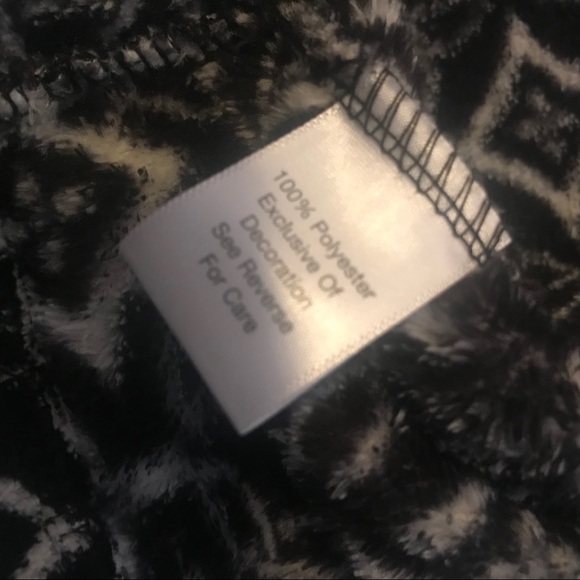 100% Polyester
Exclusive Of
Decoration
See Reverse
For Care